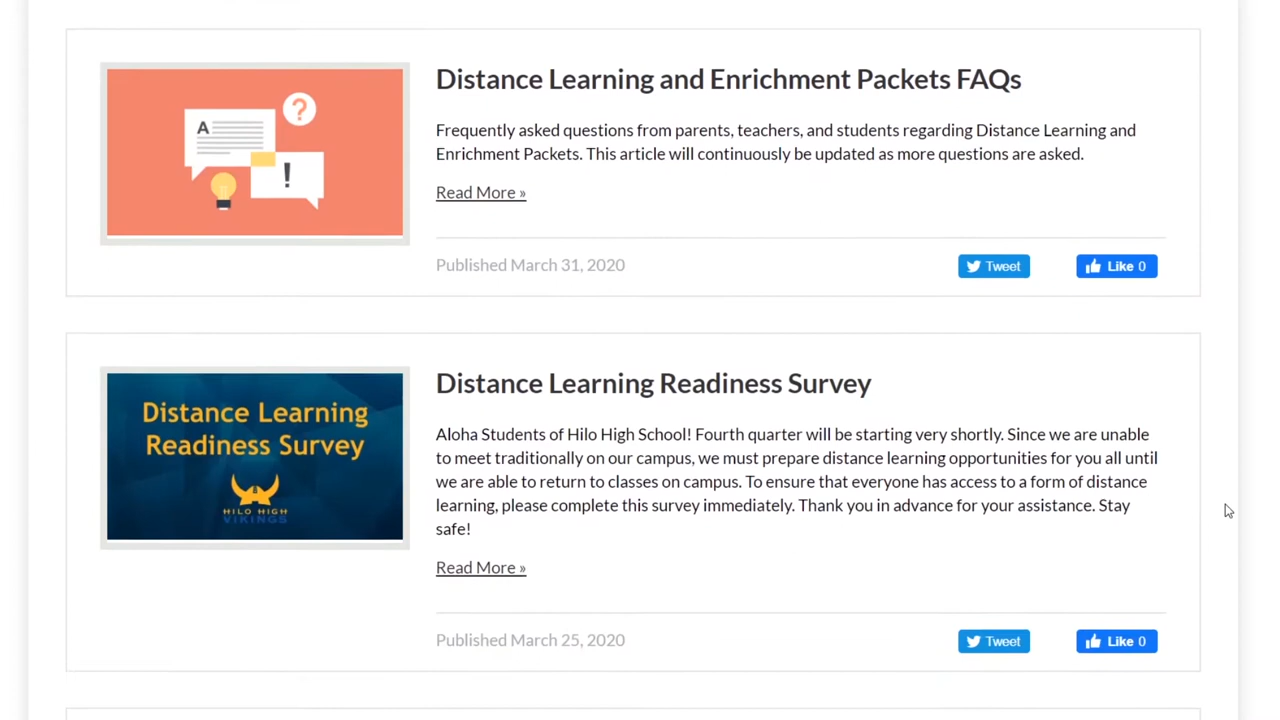 Distance Learning and Enrichment Packets FAQs
A
?
!
Frequently asked questions from parents, teachers, and students regarding Distance Learning and
Enrichment Packets. This article will continuously be updated as more questions are asked.
Read More »
Published March 31, 2020
Tweet
Like 0
Distance Learning
Readiness Survey
HILO HIGH
VIKINGS
Distance Learning Readiness Survey
Aloha Students of Hilo High School! Fourth quarter will be starting very shortly. Since we are unable
to meet traditionally on our campus, we must prepare distance learning opportunities for you all until
we are able to return to classes on campus. To ensure that everyone has access to a form of distance
learning, please complete this survey immediately. Thank you in advance for your assistance. Stay
safe!
Read More »
Published March 25, 2020
Tweet
Like 0